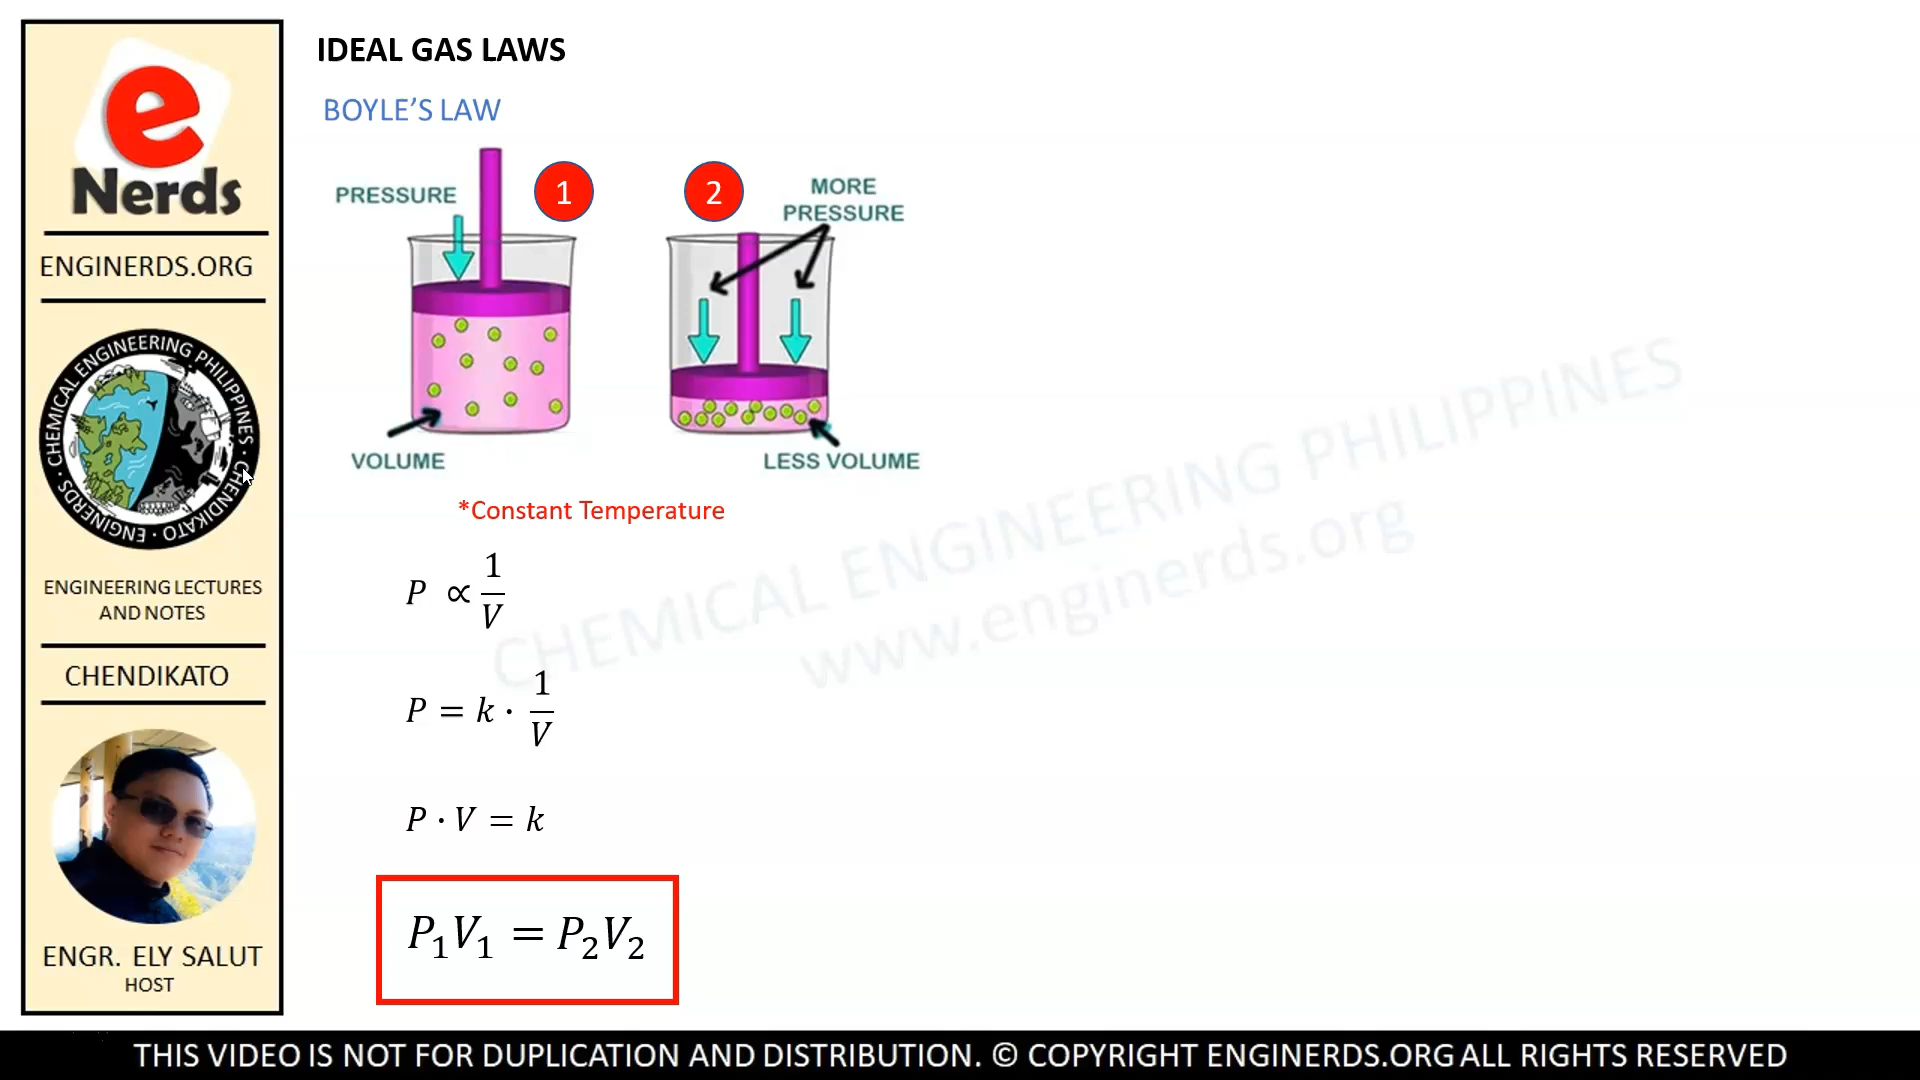 e
Nerds
ENGINERDS.ORG
CHEMICAL ENGINEERING PHILIPPINES · CHENDIKATO · ENGINERDS ·
ENGINEERING LECTURES
AND NOTES
CHENDIKATO
ENGR. ELY SALUT
HOST
IDEAL GAS LAWS
BOYLE'S LAW
PRESSURE
1
2
MORE
PRESSURE
VOLUME
LESS VOLUME
*Constant Temperature
P ∝ 1/V
P = k · 1/V
P · V = k
P₁V₁ = P₂V₂
CHEMICAL ENGINEERING PHILIPPINES
www.enginerds.org
THIS VIDEO IS NOT FOR DUPLICATION AND DISTRIBUTION. © COPYRIGHT ENGINERDS.ORG ALL RIGHTS RESERVED